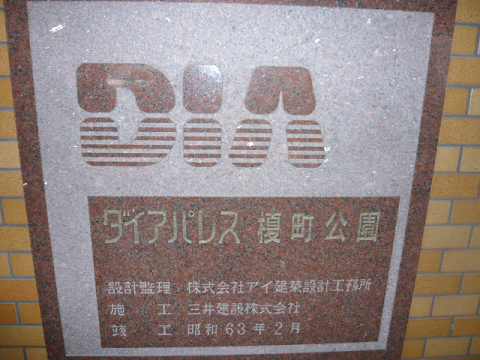 DIA
ダイアパレス 榎町公園
設計監理 株式会社アイ建築設計工務所
施工 三井建設株式会社
竣工 昭和63年2月